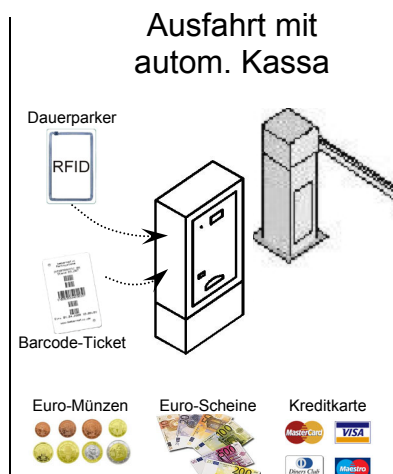 Ausfahrt mit
autom. Kassa
Dauerparker
RFID
Barcode-Ticket
Euro-Münzen
Euro-Scheine
Kreditkarte
MasterCard
VISA
Diners Club
Maestro